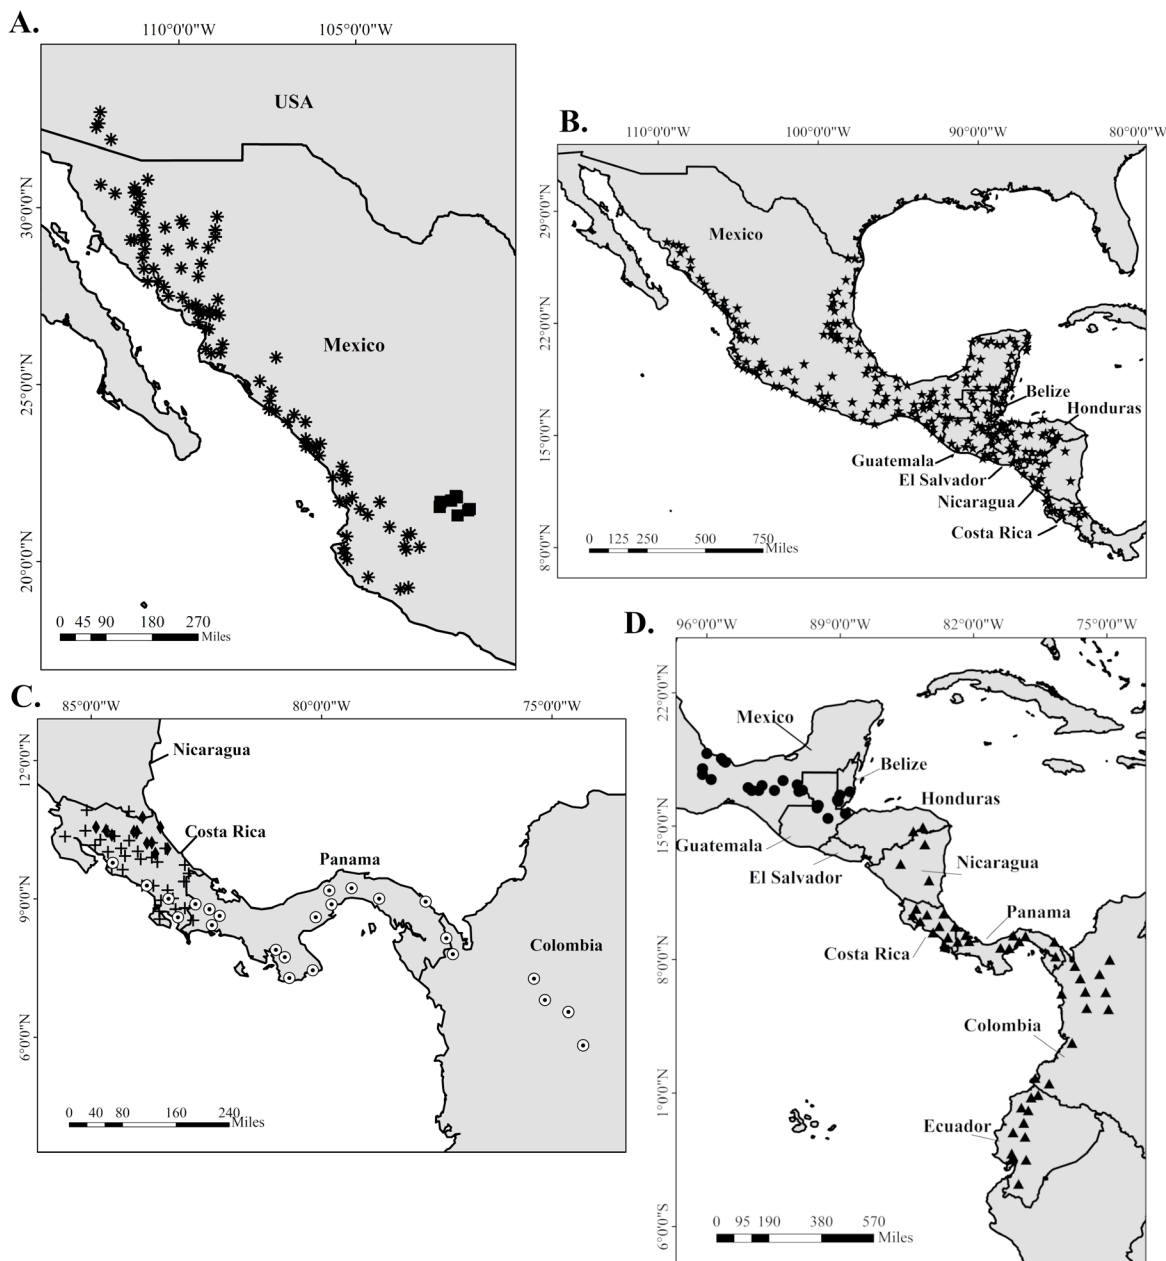 A.
110°0'0"W 105°0'0"W
USA
30°0'0"N
Mexico
25°0'0"N
20°0'0"N
0 45 90 180 270
Miles
B.
110°0'0"W 100°0'0"W 90°0'0"W 80°0'0"W
29°0'0"N
Mexico
22°0'0"N
Belize
Honduras
15°0'0"N
Guatemala
El Salvador
Nicaragua
Costa Rica
8°0'0"N
0 125 250 500 750
Miles
C.
85°0'0"W 80°0'0"W 75°0'0"W
12°0'0"N
Nicaragua
Costa Rica
Panama
9°0'0"N
Colombia
6°0'0"N
0 40 80 160 240
Miles
D.
96°0'0"W 89°0'0"W 82°0'0"W 75°0'0"W
22°0'0"N
Mexico
Belize
Honduras
15°0'0"N
Guatemala
El Salvador
Nicaragua
Panama
Costa Rica
8°0'0"N
Colombia
1°0'0"N
Ecuador
6°0'0"S
0 95 190 380 570
Miles